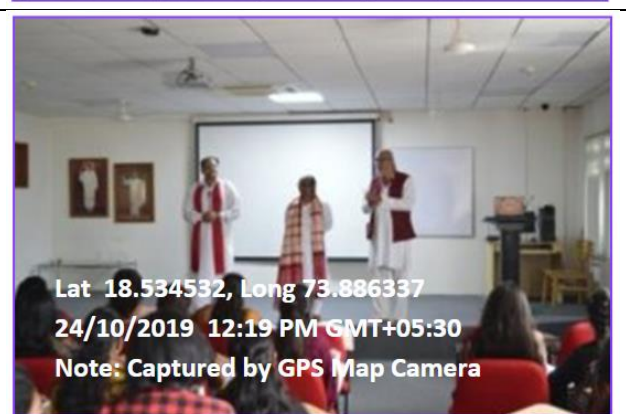 Lat 18.534532, Long 73.886337
24/10/2019 12:19 PM GMT+05:30
Note: Captured by GPS Map Camera